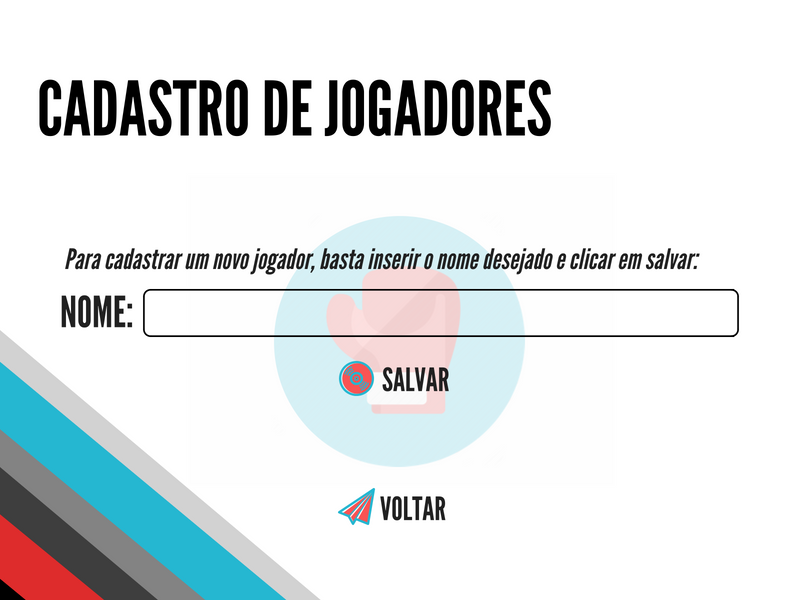 CADASTRO DE JOGADORES
Para cadastrar um novo jogador, basta inserir o nome desejado e clicar em salvar:
NOME:
SALVAR
VOLTAR